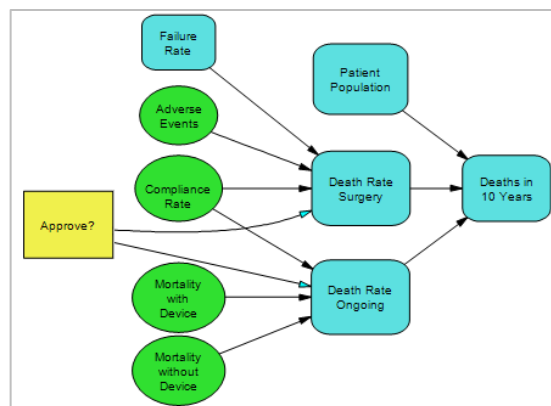 Failure
Rate
Patient
Population
Adverse
Events
Compliance
Rate
Death Rate
Surgery
Deaths in
10 Years
Approve?
Mortality
with
Device
Death Rate
Ongoing
Mortality
without
Device